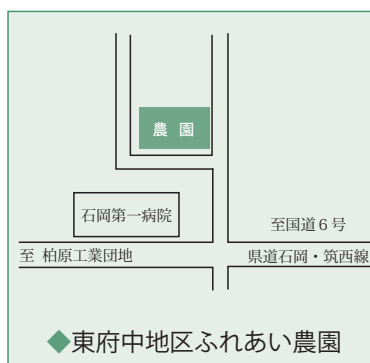 農 園
石岡第一病院
至国道6号
至 柏原工業団地
県道石岡・筑西線
◆東府中地区ふれあい農園